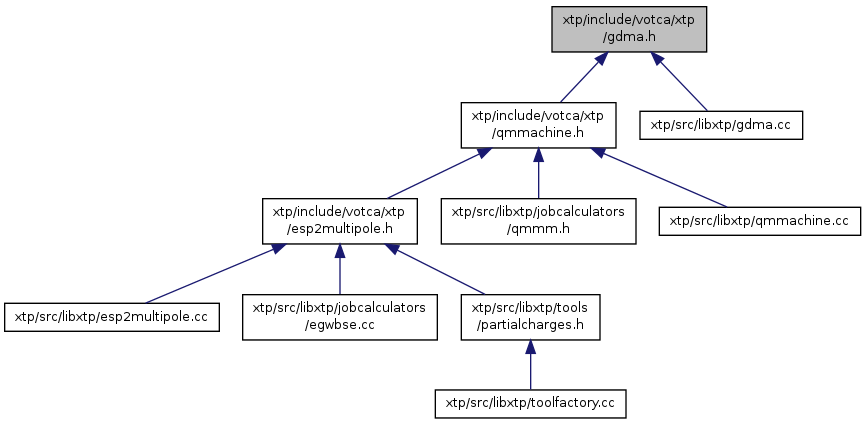 xtp/include/votca/xtp
/gdma.h
xtp/include/votca/xtp
/qmmachine.h
xtp/src/libxtp/gdma.cc
xtp/include/votca/xtp
/esp2multipole.h
xtp/src/libxtp/jobcalculators
/qmmm.h
xtp/src/libxtp/qmmachine.cc
xtp/src/libxtp/esp2multipole.cc
xtp/src/libxtp/jobcalculators
/egwbse.cc
xtp/src/libxtp/tools
/partialcharges.h
xtp/src/libxtp/toolfactory.cc